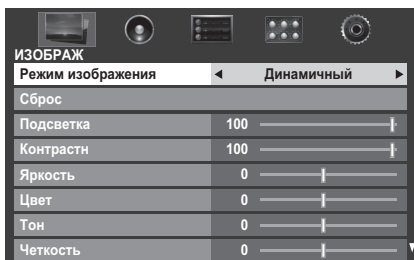 ИЗОБРАЖ
Режим изображения Динамичный
Сброс
Подсветка 100
Контрастн 100
Яркость 0
Цвет 0
Тон 0
Четкость 0